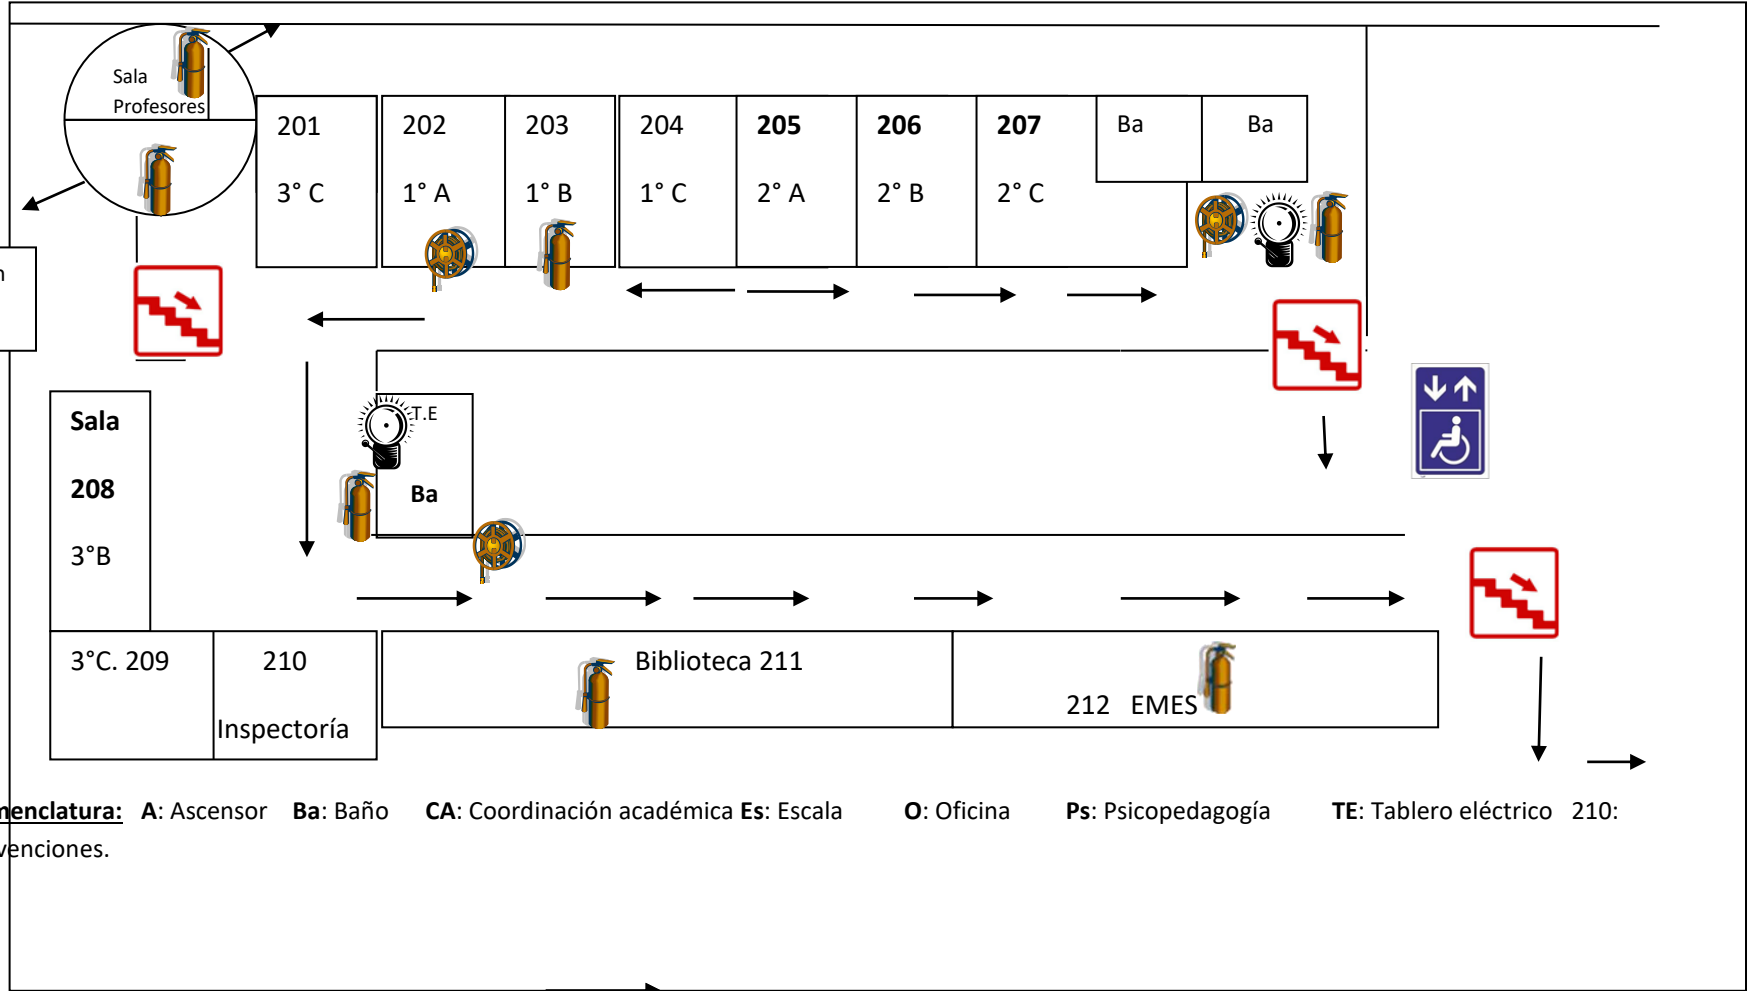 Sala
Profesores
201
3° C
202
1° A
203
1° B
204
1° C
205
2° A
206
2° B
207
2° C
Ba
Ba
n
T.E
Ba
Sala
208
3°B
3°C. 209
210
Inspectoría
Biblioteca 211
212 EMES
menclatura: A: Ascensor Ba: Baño CA: Coordinación académica Es: Escala O: Oficina Ps: Psicopedagogía TE: Tablero eléctrico 210:
venciones.